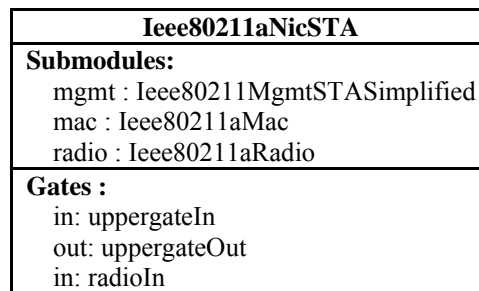 Ieee80211aNicSTA
Submodules:
mgmt : Ieee80211MgmtSTASimplified
mac : Ieee80211aMac
radio : Ieee80211aRadio
Gates :
in: uppergateIn
out: uppergateOut
in: radioIn